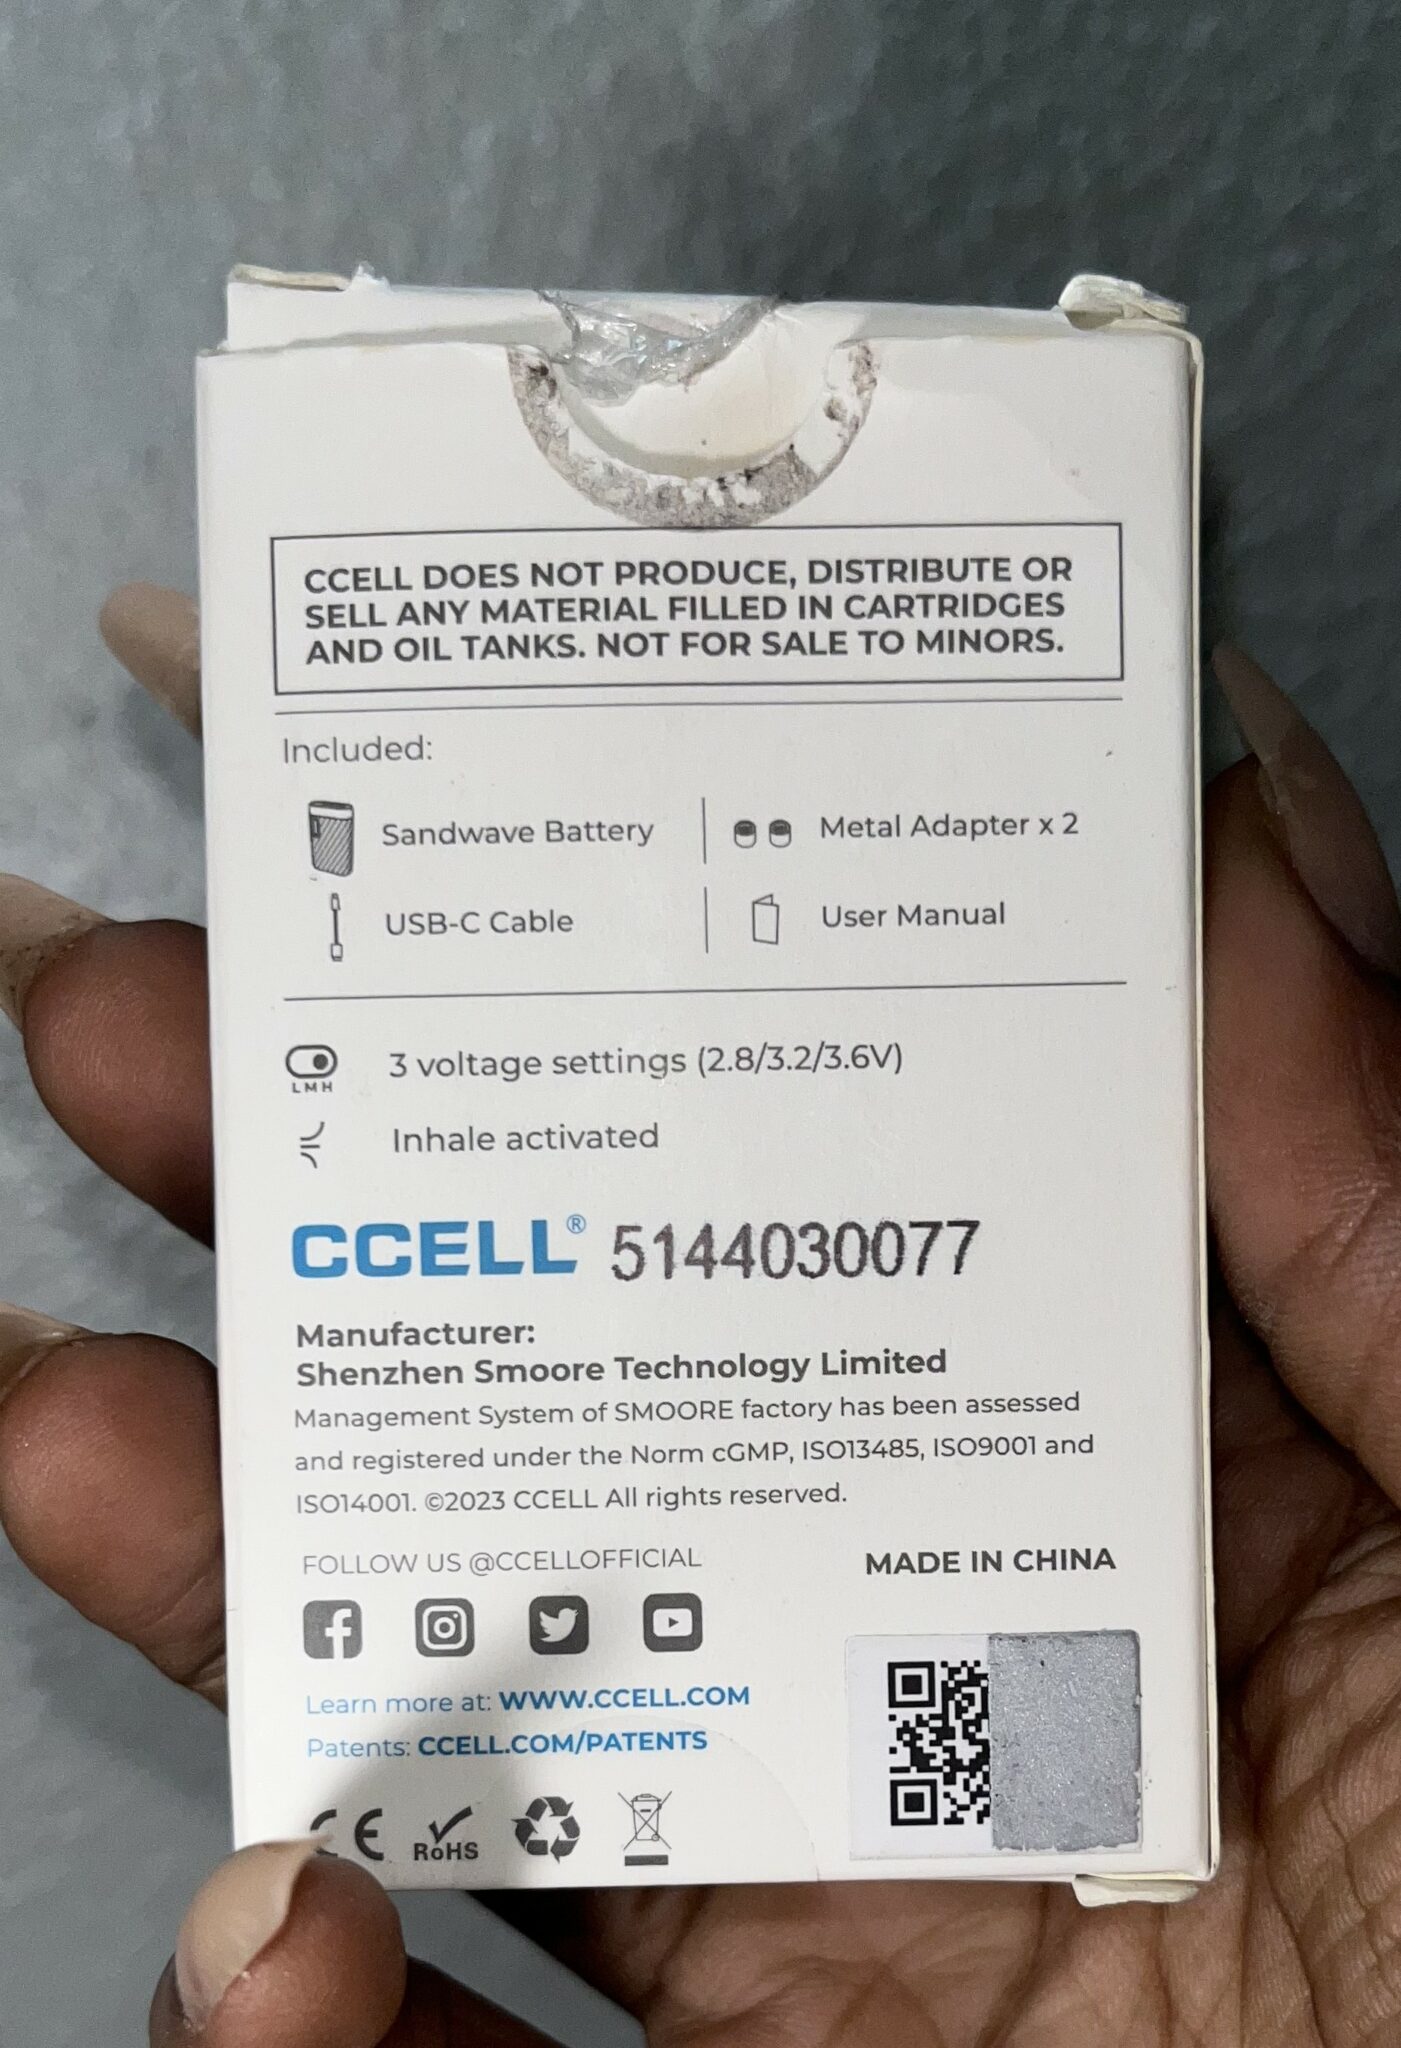 CCELL DOES NOT PRODUCE, DISTRIBUTE OR
SELL ANY MATERIAL FILLED IN CARTRIDGES
AND OIL TANKS. NOT FOR SALE TO MINORS.
Included:
Sandwave Battery
Metal Adapter x 2
USB-C Cable
User Manual
LMH
3 voltage settings (2.8/3.2/3.6V)
Inhale activated
CCELL® 5144030077
Manufacturer:
Shenzhen Smoore Technology Limited
Management System of SMOORE factory has been assessed
and registered under the Norm cGMP, ISO13485, ISO9001 and
ISO14001. ©2023 CCELL All rights reserved.
FOLLOW US @CCELLOFFICIAL
MADE IN CHINA
Learn more at: WWW.CCELL.COM
Patents: CCELL.COM/PATENTS
CE RoHS